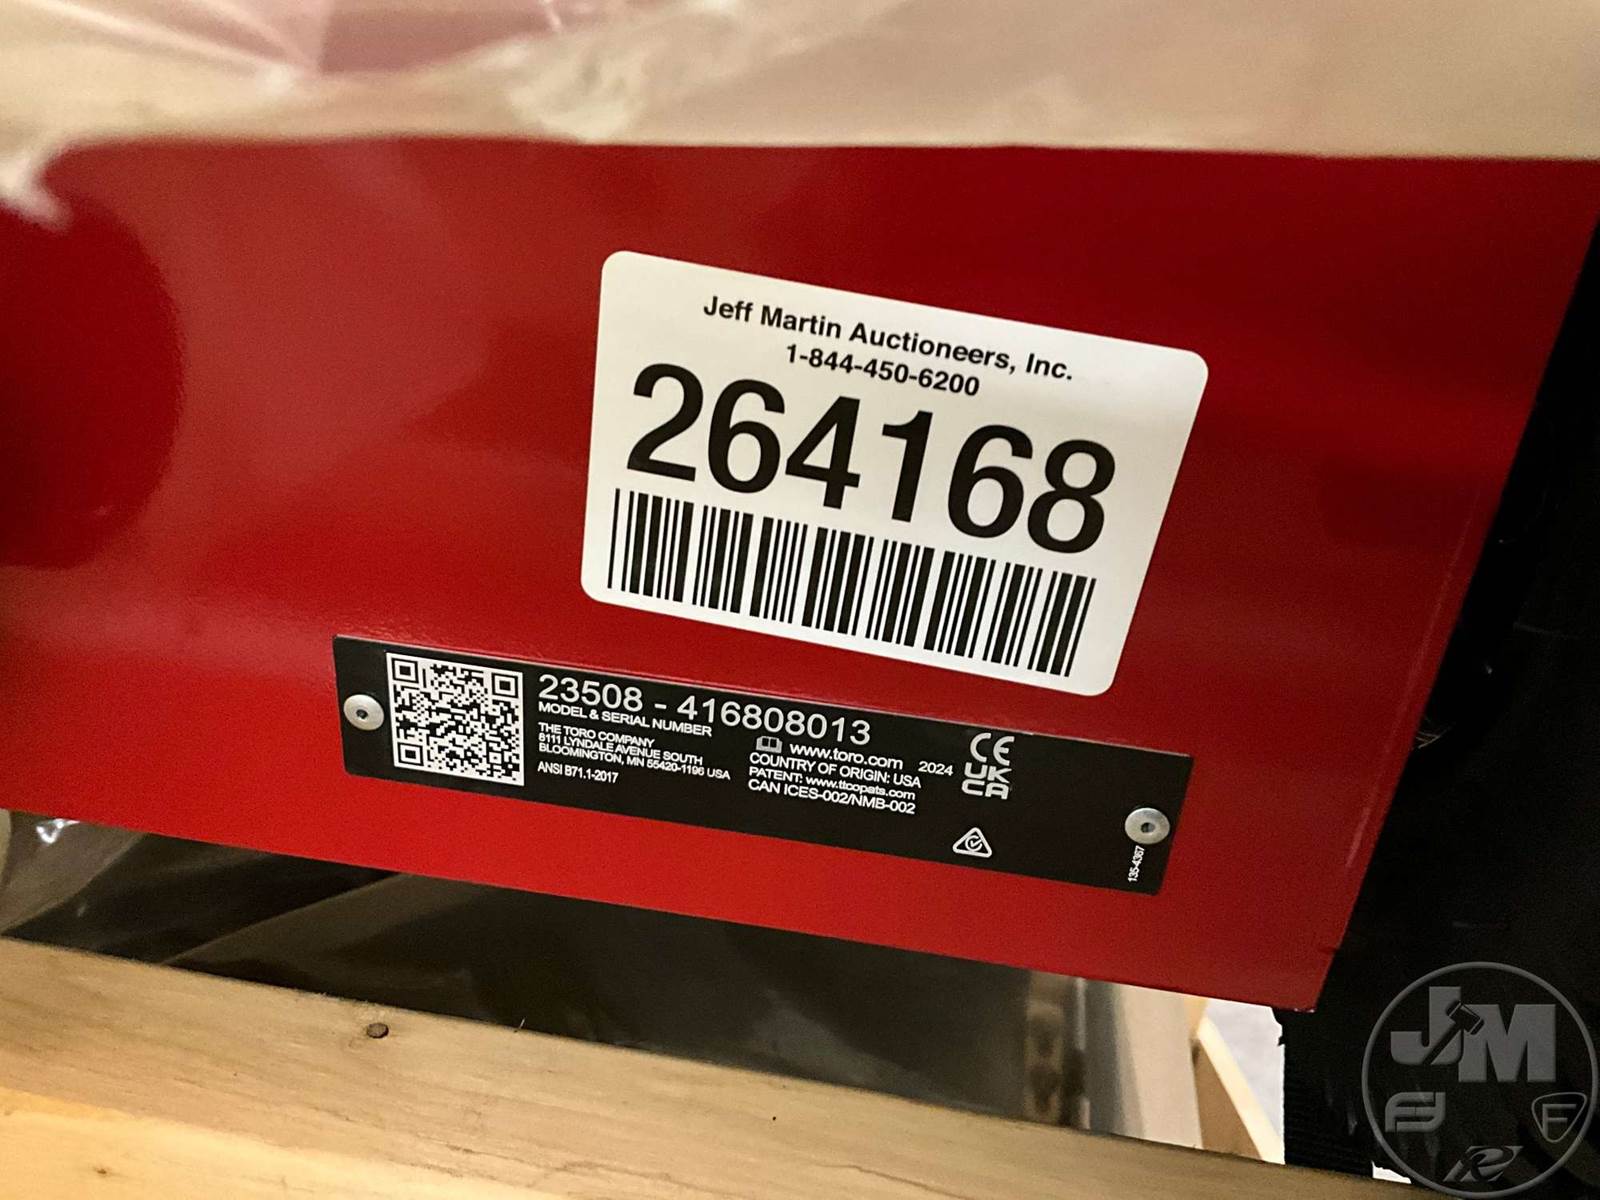 Jeff Martin Auctioneers, Inc.
1-844-450-6200
264168
23508 - 416808013
MODEL & SERIAL NUMBER
THE TORO COMPANY
8111 LYNDALE AVENUE SOUTH
BLOOMINGTON, MN 55420-1196 USA
ANSI B71.1-2017
www.toro.com 2024
COUNTRY OF ORIGIN: USA
PATENT: www.ttcopats.com
CAN ICES-002/NMB-002
CE
UK
CA
135-4367
JM
F